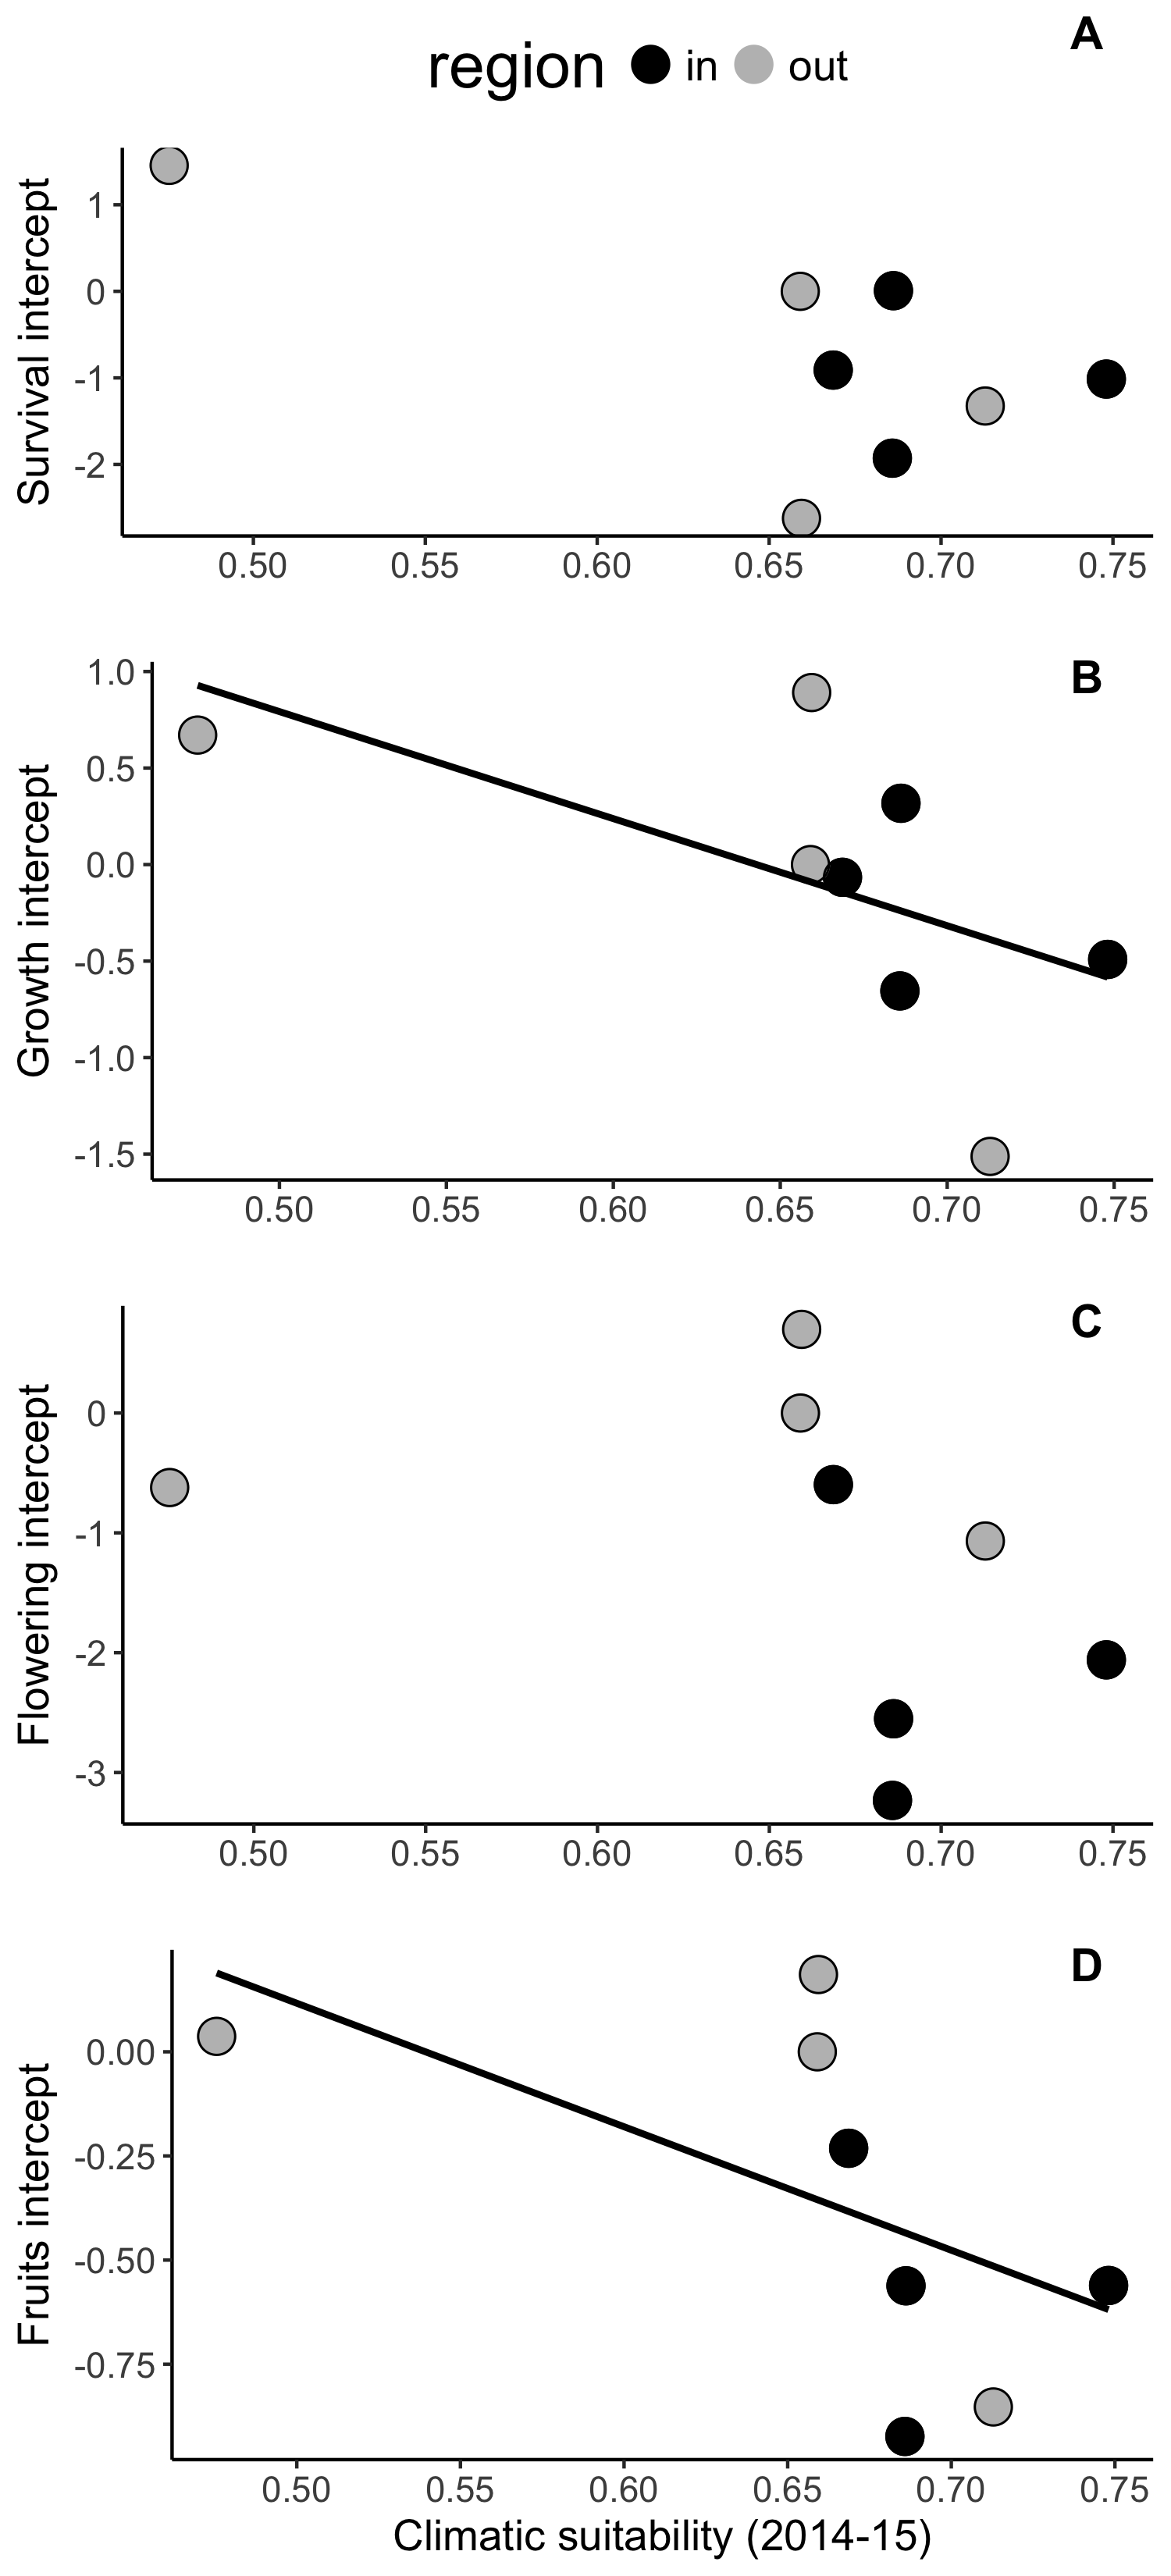 A
region in out
Survival intercept
1
0
-1
-2
0.50 0.55 0.60 0.65 0.70 0.75
B
Growth intercept
1.0
0.5
0.0
-0.5
-1.0
-1.5
0.50 0.55 0.60 0.65 0.70 0.75
C
Flowering intercept
0
-1
-2
-3
0.50 0.55 0.60 0.65 0.70 0.75
D
Fruits intercept
0.00
-0.25
-0.50
-0.75
0.50 0.55 0.60 0.65 0.70 0.75
Climatic suitability (2014-15)